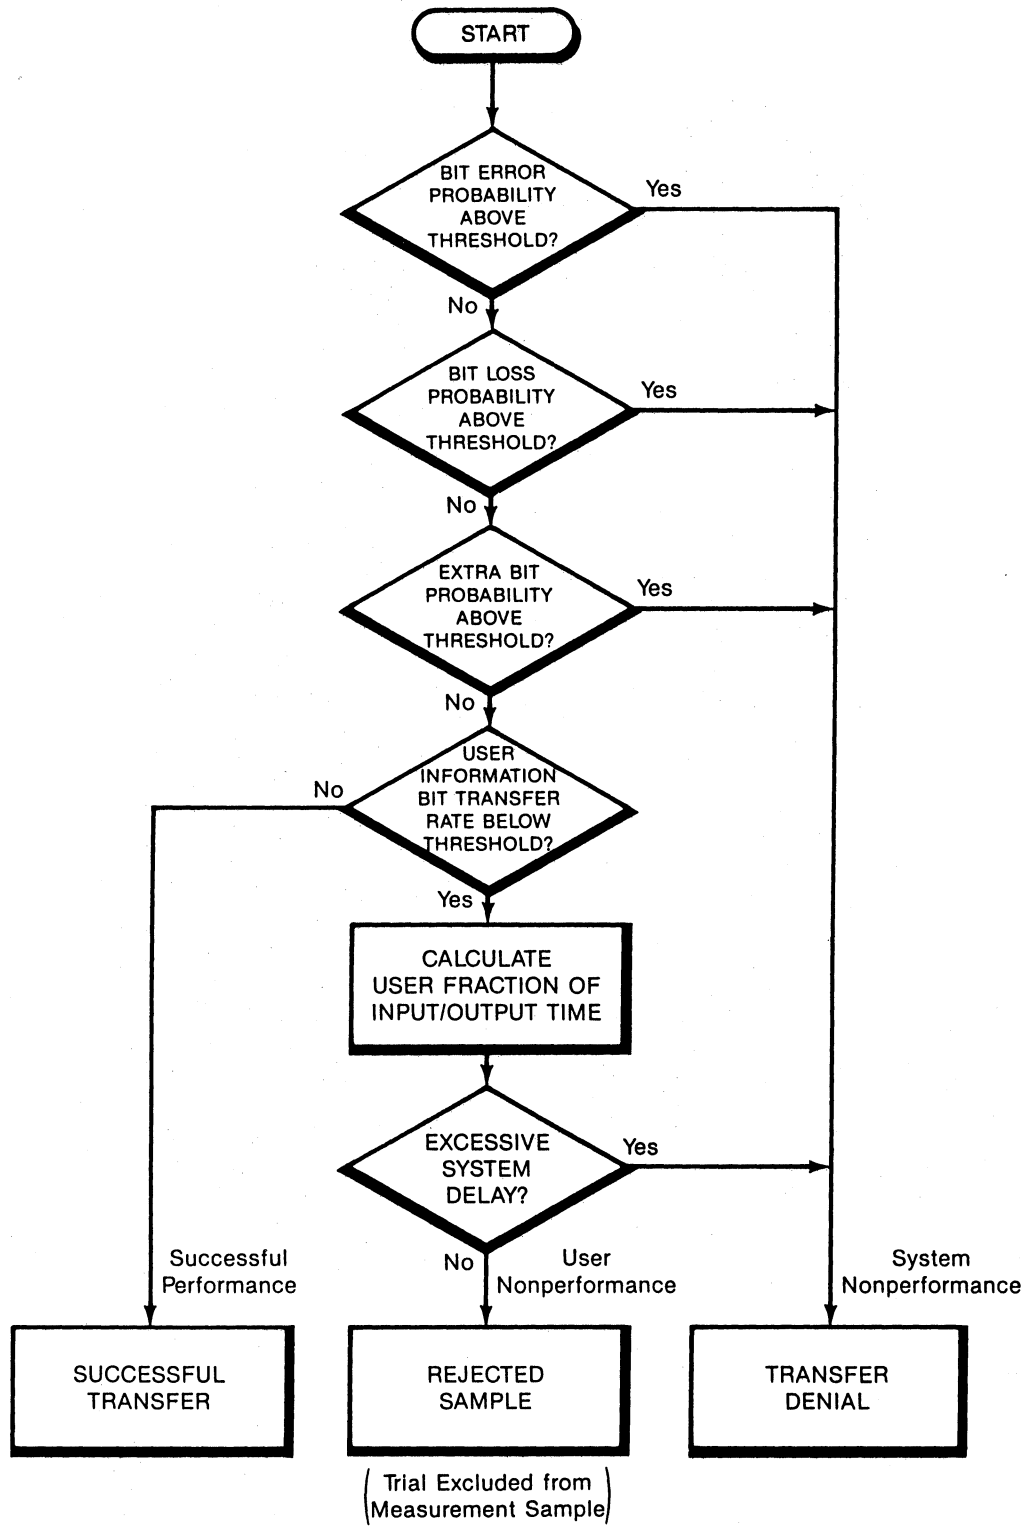 START
BIT ERROR
PROBABILITY
ABOVE
THRESHOLD?
Yes
No
BIT LOSS
PROBABILITY
ABOVE
THRESHOLD?
Yes
No
EXTRA BIT
PROBABILITY
ABOVE
THRESHOLD?
Yes
No
USER
INFORMATION
BIT TRANSFER
RATE BELOW
THRESHOLD?
No
Yes
CALCULATE
USER FRACTION OF
INPUT/OUTPUT TIME
EXCESSIVE
SYSTEM
DELAY?
Yes
No
Successful
Performance
User
Nonperformance
System
Nonperformance
SUCCESSFUL
TRANSFER
REJECTED
SAMPLE
TRANSFER
DENIAL
(Trial Excluded from
Measurement Sample)